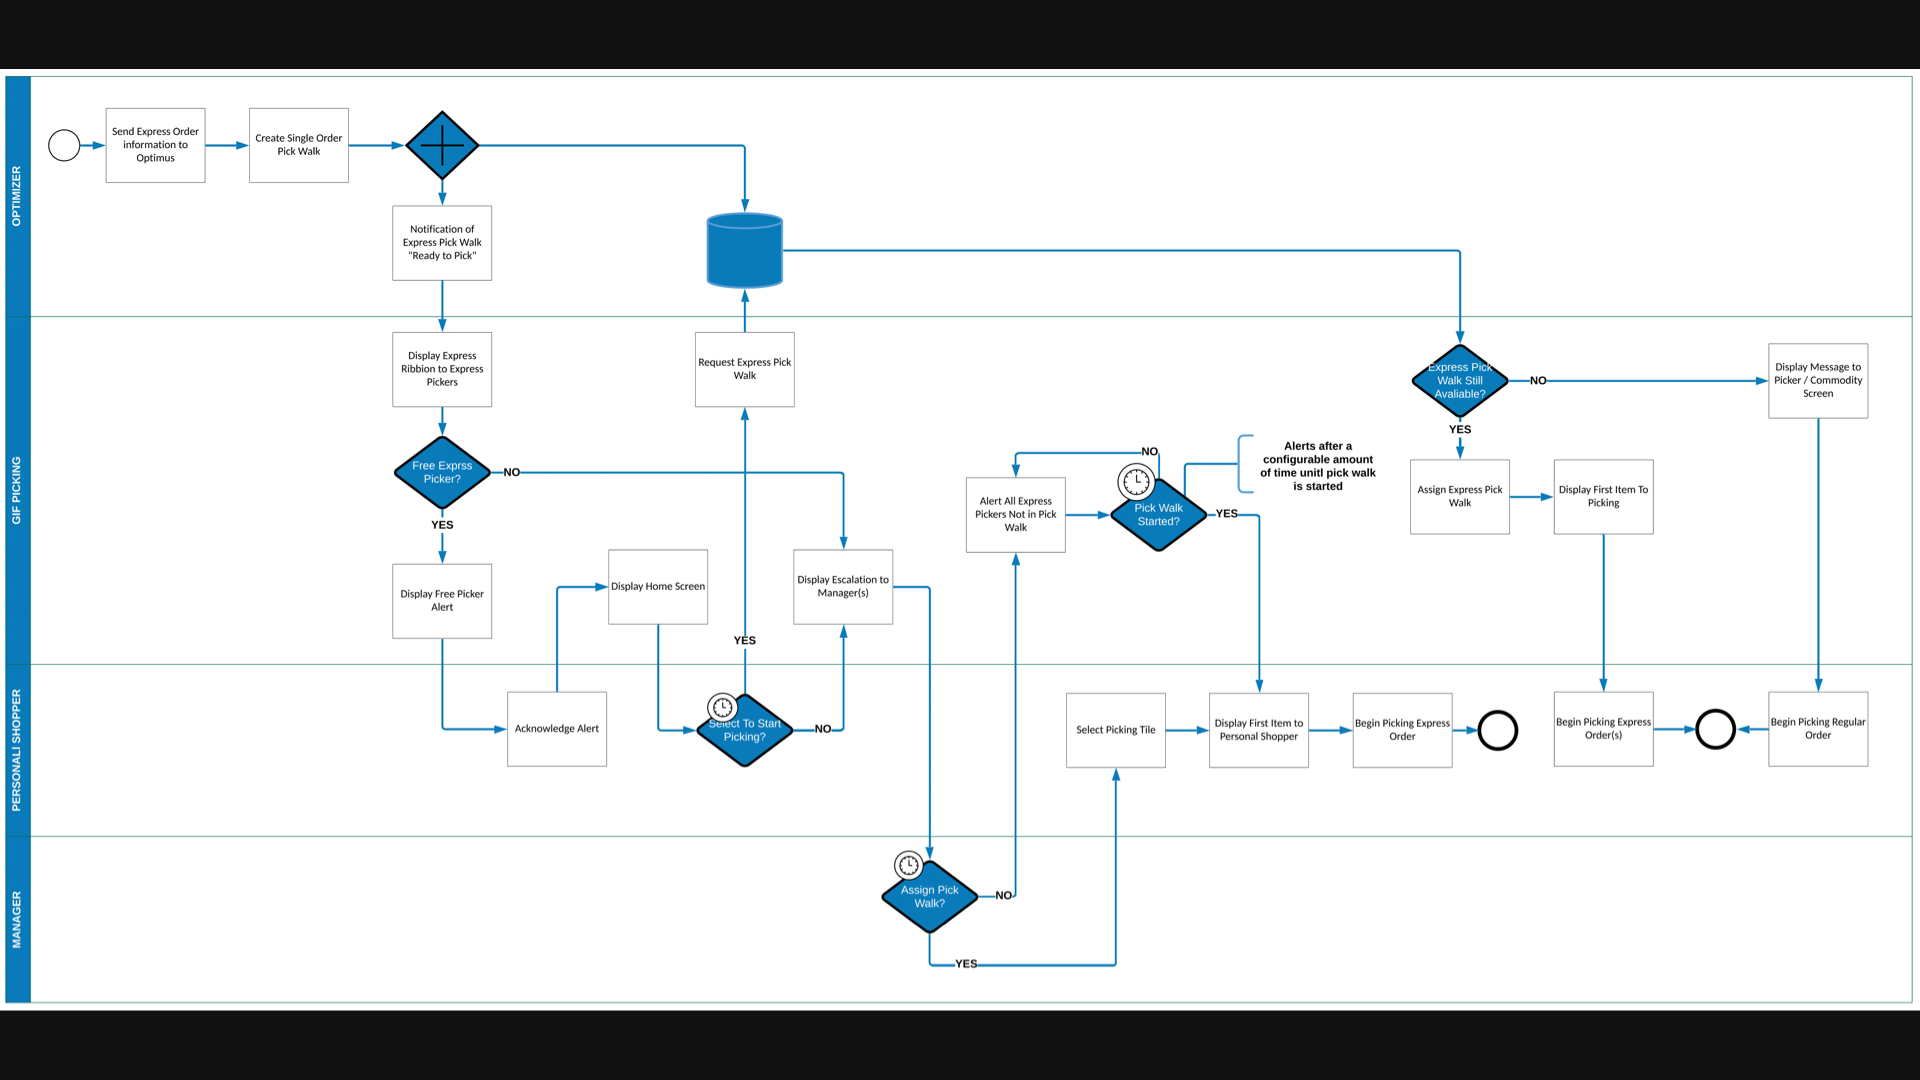 OPTIMIZER
Send Express Order
information to
Optimus
Create Single Order
Pick Walk
Notification of
Express Pick Walk
"Ready to Pick"
GIF PICKING
Display Express
Ribbion to Express
Pickers
Request Express Pick
Walk
Express Pick
Walk Still
Avaliable?
NO
Display Message to
Picker / Commodity
Screen
YES
Free Exprss
Picker?
NO
YES
NO
Alerts after a
configurable amount
of time unitl pick walk
is started
Alert All Express
Pickers Not in Pick
Walk
Pick Walk
Started?
YES
Assign Express Pick
Walk
Display First Item To
Picking
Display Free Picker
Alert
Display Home Screen
Display Escalation to
Manager(s)
YES
PERSONALI SHOPPER
Acknowledge Alert
Select To Start
Picking?
NO
Select Picking Tile
Display First Item to
Personal Shopper
Begin Picking Express
Order
Begin Picking Express
Order(s)
Begin Picking Regular
Order
MANAGER
Assign Pick
Walk?
NO
YES